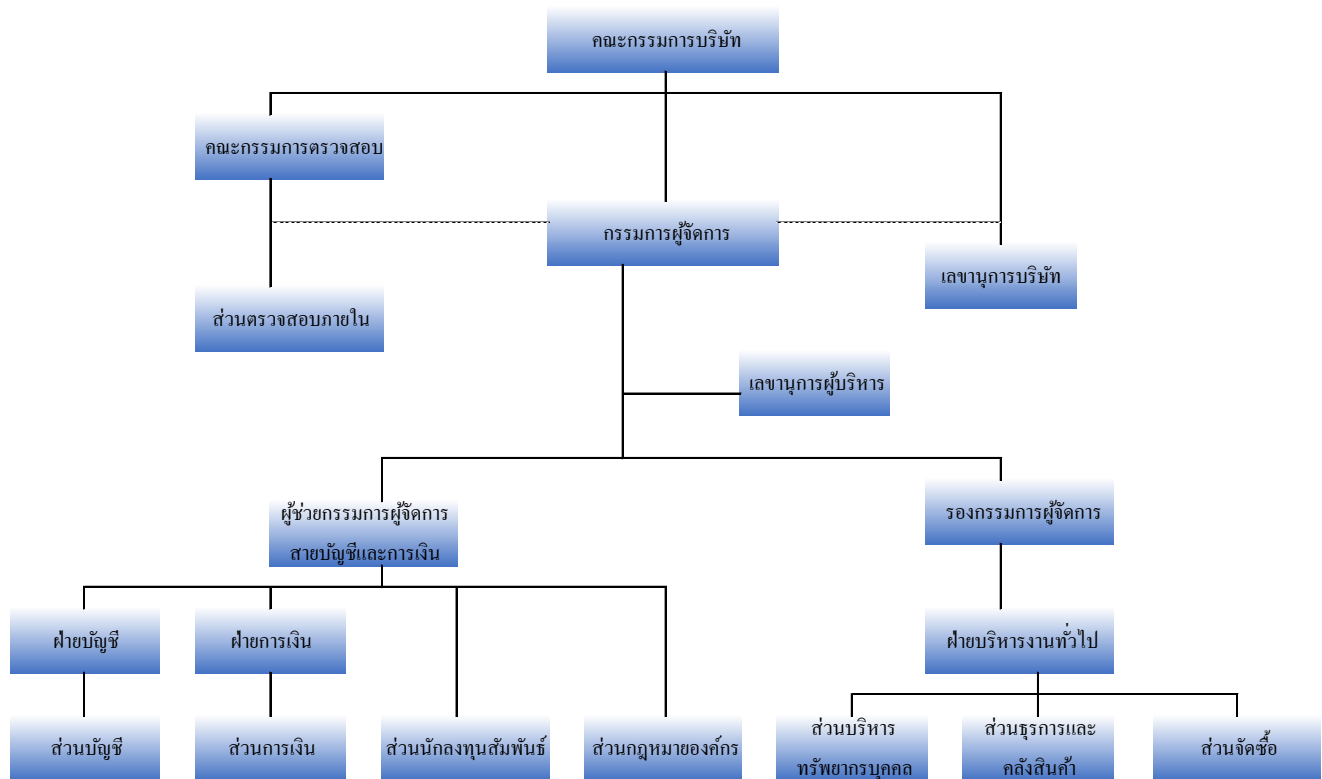 คณะกรรมการบริษัท
คณะกรรมการตรวจสอบ
กรรมการผู้จัดการ
เลขานุการบริษัท
ส่วนตรวจสอบภายใน
เลขานุการผู้บริหาร
ผู้ช่วยกรรมการผู้จัดการ
สายบัญชีและการเงิน
รองกรรมการผู้จัดการ
ฝ่ายบัญชี
ฝ่ายการเงิน
ฝ่ายบริหารงานทั่วไป
ส่วนบัญชี
ส่วนการเงิน
ส่วนนักลงทุนสัมพันธ์
ส่วนกฎหมายองค์กร
ส่วนบริหาร
ทรัพยากรบุคคล
ส่วนธุรการและ
คลังสินค้า
ส่วนจัดซื้อ